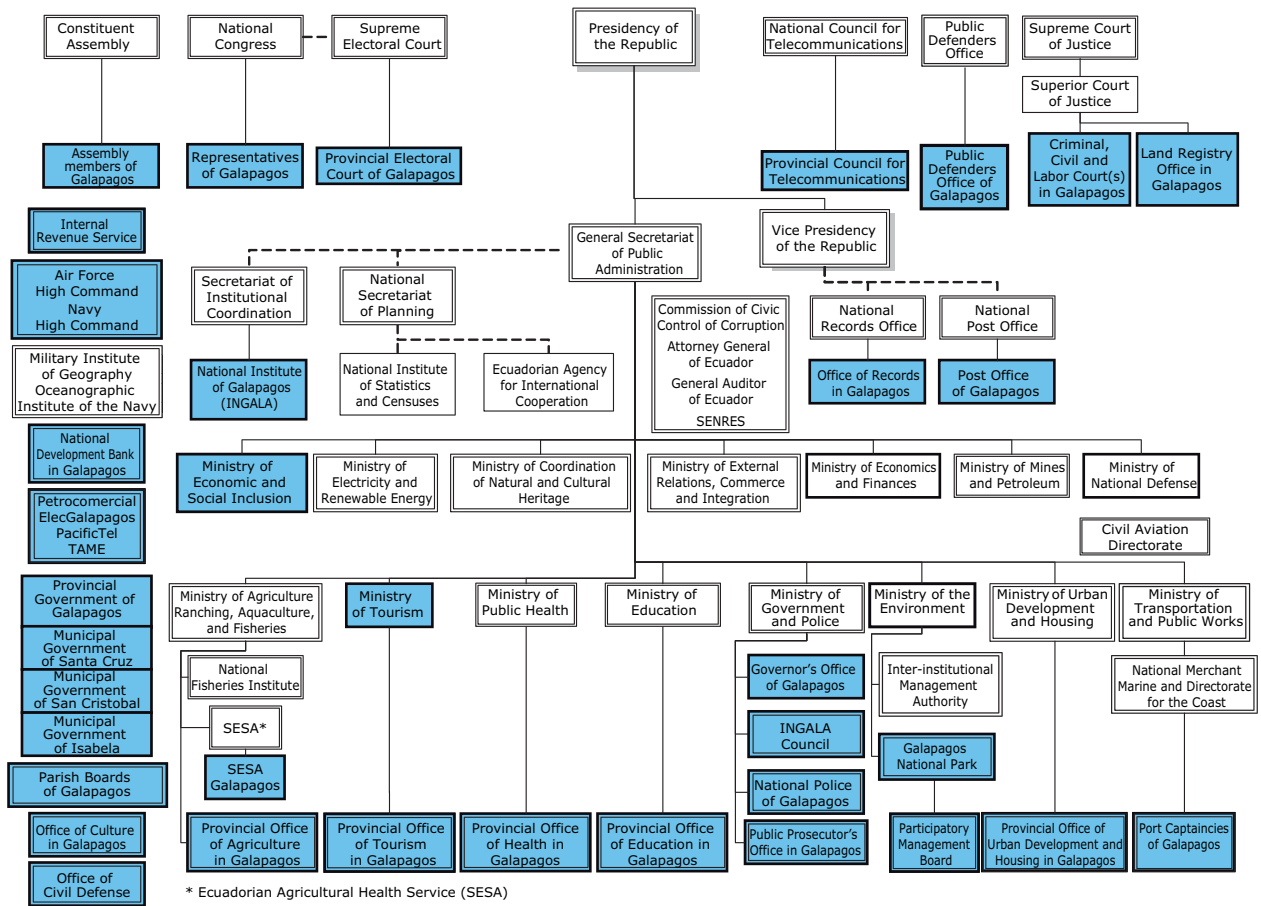 Constituent
Assembly
National
Congress
Supreme
Electoral Court
Presidency
of the Republic
National Council for
Telecommunications
Public
Defenders
Office
Supreme Court
of Justice
Superior Court
of Justice
Assembly
members of
Galapagos
Representatives
of Galapagos
Provincial Electoral
Court of Galapagos
Provincial Council for
Telecommunications
Public
Defenders
Office of
Galapagos
Criminal,
Civil and
Labor Court(s)
in Galapagos
Land Registry
Office in
Galapagos
Internal
Revenue Service
General Secretariat
of Public
Administration
Vice Presidency
of the Republic
Air Force
High Command
Navy
High Command
Secretariat of
Institutional
Coordination
National
Secretariat
of Planning
Commission of Civic
Control of Corruption
Attorney General
of Ecuador
General Auditor
of Ecuador
SENRES
National
Records Office
National
Post Office
Military Institute
of Geography
Oceanographic
Institute of the Navy
National Institute
of Galapagos
(INGALA)
National Institute
of Statistics
and Censuses
Ecuadorian Agency
for International
Cooperation
Office of Records
in Galapagos
Post Office
of Galapagos
National
Development Bank
in Galapagos
Ministry of
Economic and
Social Inclusion
Ministry of
Electricity and
Renewable Energy
Ministry of Coordination
of Natural and Cultural
Heritage
Ministry of External
Relations, Commerce
and Integration
Ministry of Economics
and Finances
Ministry of Mines
and Petroleum
Ministry of
National Defense
Petrocomercial
ElecGalapagos
PacificTel
TAME
Civil Aviation
Directorate
Provincial
Government of
Galapagos
Municipal
Government
of Santa Cruz
Municipal
Government
of San Cristobal
Municipal
Government
of Isabela
Ministry of Agriculture
Ranching, Aquaculture,
and Fisheries
Ministry
of Tourism
Ministry of
Public Health
Ministry of
Education
Ministry of
Government
and Police
Ministry of the
Environment
Ministry of Urban
Development
and Housing
Ministry of
Transportation
and Public Works
National
Fisheries Institute
Governor's Office
of Galapagos
Inter-institutional
Management
Authority
National Merchant
Marine and Directorate
for the Coast
SESA*
INGALA
Council
Galapagos
National Park
SESA
Galapagos
Parish Boards
of Galapagos
National Police
of Galapagos
Office of Culture
in Galapagos
Provincial Office
of Agriculture
in Galapagos
Provincial Office
of Tourism
in Galapagos
Provincial Office
of Health in
Galapagos
Provincial Office
of Education in
Galapagos
Public Prosecutor's
Office in Galapagos
Participatory
Management
Board
Provincial Office of
Urban Development and
Housing in Galapagos
Port Captaincies
of Galapagos
Office of
Civil Defense
* Ecuadorian Agricultural Health Service (SESA)